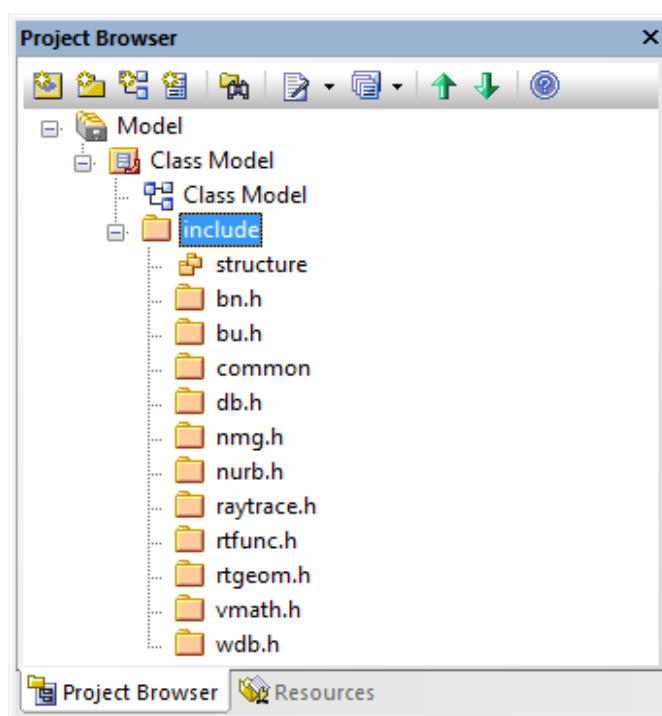 Project Browser
Model
Class Model
Class Model
include
structure
bn.h
bu.h
common
db.h
nmg.h
nurb.h
raytrace.h
rtfunc.h
rtgeom.h
vmath.h
wdb.h
Project Browser Resources